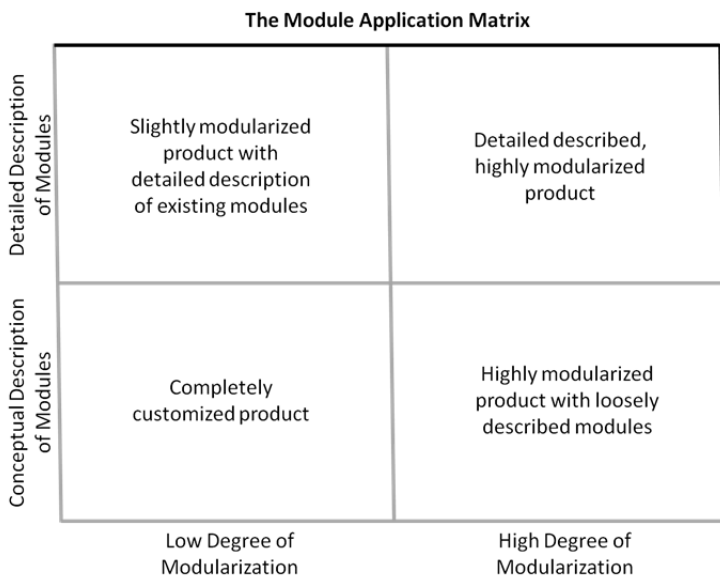 The Module Application Matrix
Detailed Description
of Modules
Slightly modularized
product with
detailed description
of existing modules
Detailed described,
highly modularized
product
Conceptual Description
of Modules
Completely
customized product
Highly modularized
product with loosely
described modules
Low Degree of
Modularization
High Degree of
Modularization